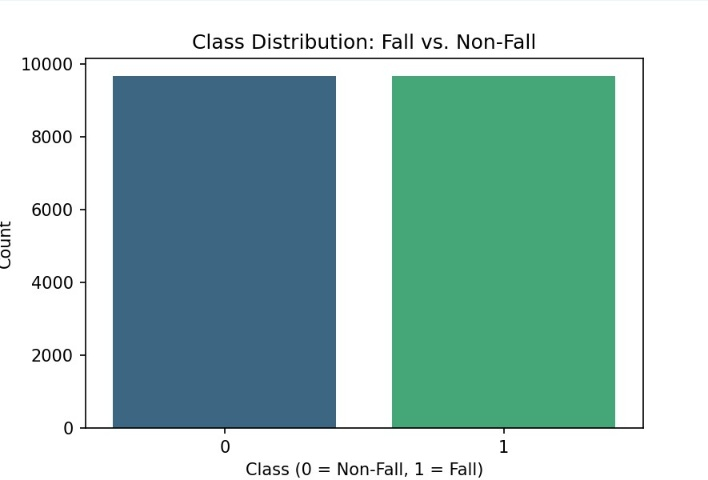 Class Distribution: Fall vs. Non-Fall
10000
8000
6000
4000
2000
0
Count
0
1
Class (0 = Non-Fall, 1 = Fall)